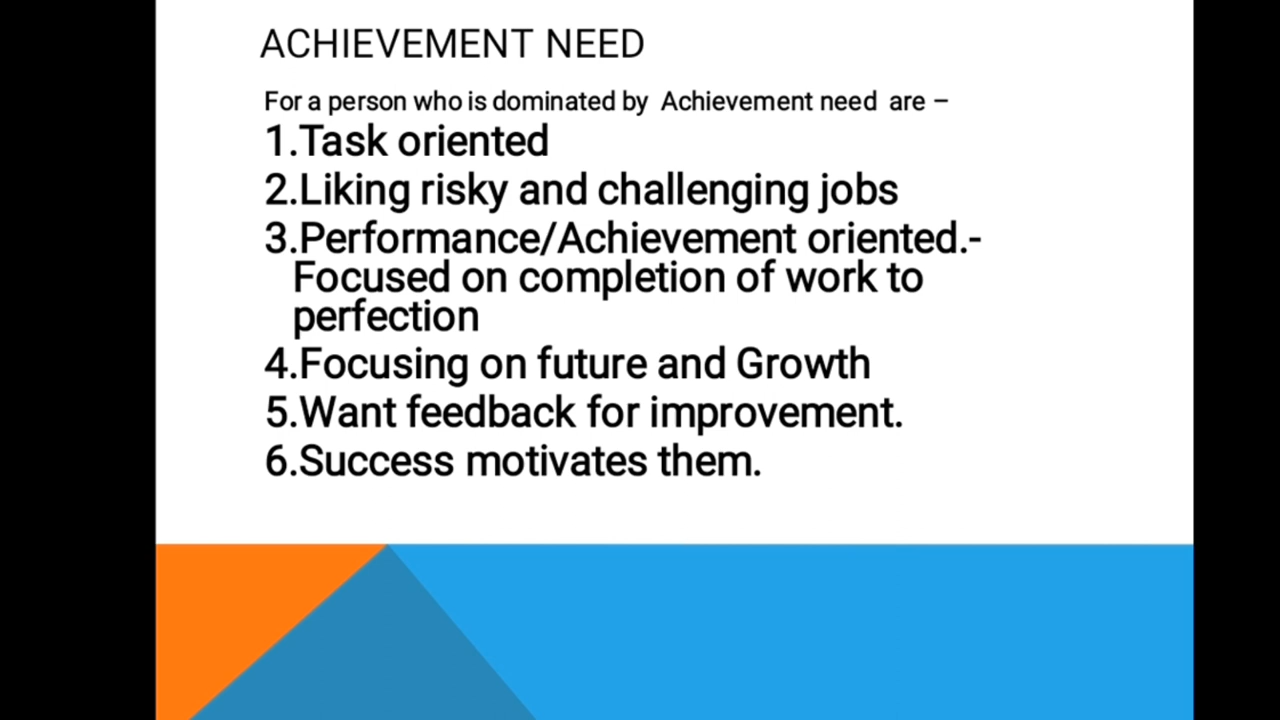 ACHIEVEMENT NEED
For a person who is dominated by Achievement need are –
1.Task oriented
2.Liking risky and challenging jobs
3.Performance/Achievement oriented.-
Focused on completion of work to
perfection
4.Focusing on future and Growth
5.Want feedback for improvement.
6.Success motivates them.